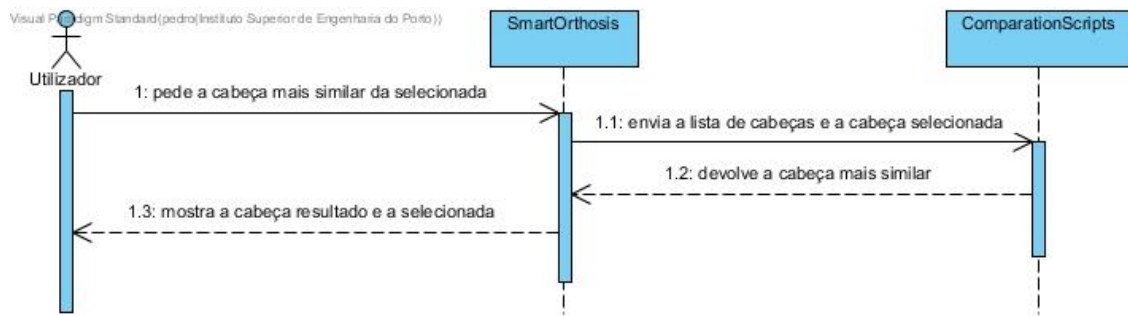 Visual Paradigm Standard(pedro(Instituto Superior de Engenharia do Porto))
SmartOrthosis
ComparationScripts
Utilizador
1: pede a cabeça mais similar da selecionada
1.1: envia a lista de cabeças e a cabeça selecionada
1.2: devolve a cabeça mais similar
1.3: mostra a cabeça resultado e a selecionada